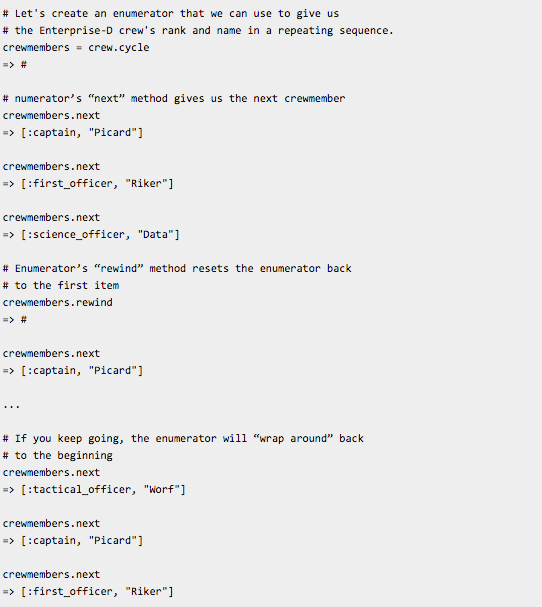 # Let's create an enumerator that we can use to give us
# the Enterprise-D crew's rank and name in a repeating sequence.
crewmembers = crew.cycle
=> #
# numerator’s “next” method gives us the next crewmember
crewmembers.next
=> [:captain, "Picard"]
crewmembers.next
=> [:first_officer, "Riker"]
crewmembers.next
=> [:science_officer, "Data"]
# Enumerator’s “rewind” method resets the enumerator back
# to the first item
crewmembers.rewind
=> #
crewmembers.next
=> [:captain, "Picard"]
...
# If you keep going, the enumerator will “wrap around” back
# to the beginning
crewmembers.next
=> [:tactical_officer, "Worf"]
crewmembers.next
=> [:captain, "Picard"]
crewmembers.next
=> [:first_officer, "Riker"]